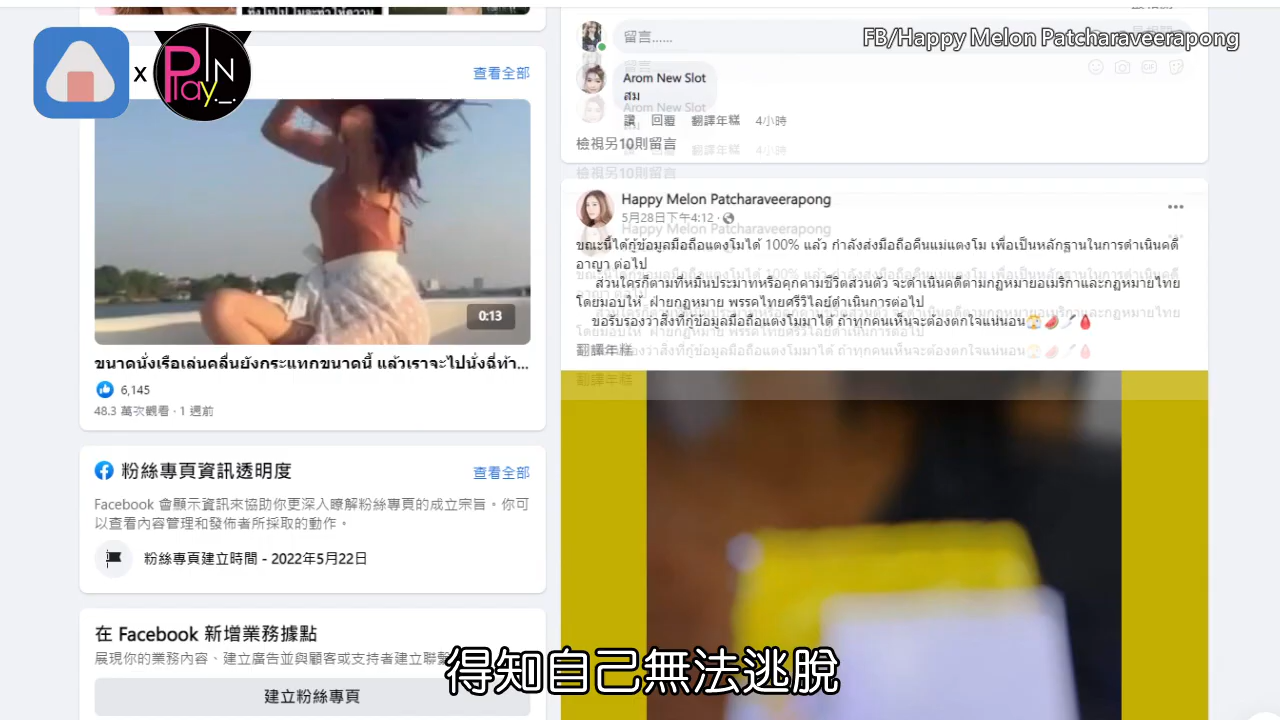 FB/Happy Melon Patcharaveerapong
x
Play IN
查看全部
0:13
ขนาดนั่งเรือเล่นคลื่นยังกระแทกขนาดนี้ แล้วเราจะไปนั่งฉี่ท้า...
6,145
48.3 萬次觀看 · 1 週前
粉絲專頁資訊透明度
查看全部
Facebook 會顯示資訊來協助你更深入瞭解粉絲專頁的成立宗旨。你可
以查看內容管理和發佈者所採取的動作。
粉絲專頁建立時間 - 2022年5月22日
在 Facebook 新增業務據點
展現你的業務內容、建立廣告並與顧客或支持者建立聯繫
建立粉絲專頁
留言......
Arom New Slot
สม
讚 回覆 翻譯年糕 4小時
檢視另10則留言
Happy Melon Patcharaveerapong
5月28日下午4:12 ·
ขณะนี้ได้กู้ข้อมูลมือถือแตงโมได้ 100% แล้ว กำลังส่งมือถือคืนแม่แตงโม เพื่อเป็นหลักฐานในการดำเนินคดี
อาญา ต่อไป
ส่วนใครก็ตามที่หมิ่นประมาทหรือคุกคามชีวิตส่วนตัว จะดำเนินคดีตามกฏหมายอเมริกาและกฏหมายไทย
โดยมอบให้ ฝ่ายกฏหมาย พรรคไทยศรีวิไลย์ดำเนินการต่อไป
ขอรับรองว่าสิ่งที่กู้ข้อมูลมือถือแตงโมมาได้ ถ้าทุกคนเห็นจะต้องตกใจแน่นอน
翻譯年糕
得知自己無法逃脫